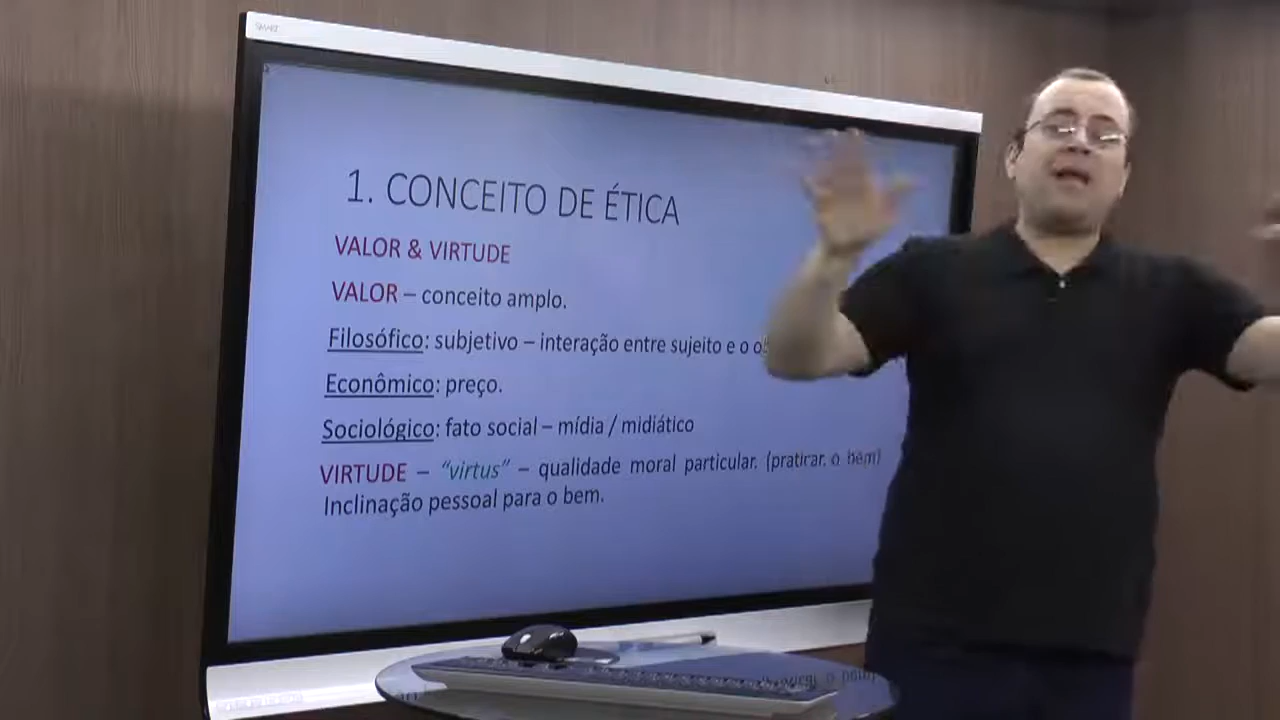 SMART
1. CONCEITO DE ÉTICA
VALOR & VIRTUDE
VALOR – conceito amplo.
Filosófico: subjetivo – interação entre sujeito e o
Econômico: preço.
Sociológico: fato social – mídia / midiático
VIRTUDE – “virtus” – qualidade moral particular. (praticar. o bem)
Inclinação pessoal para o bem.